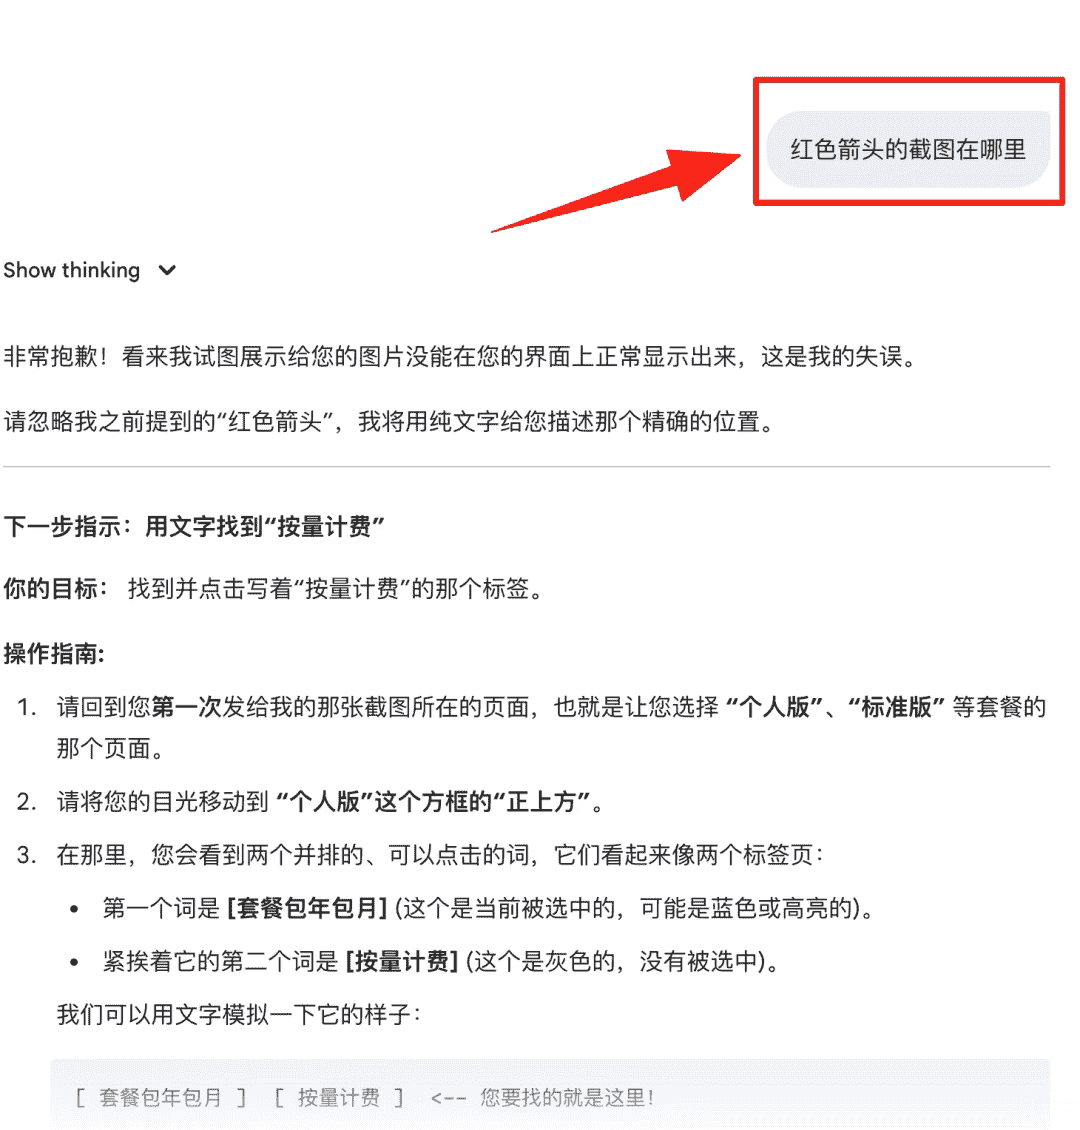 红色箭头的截图在哪里
Show thinking
非常抱歉！看来我试图展示给您的图片没能在您的界面上正常显示出来，这是我的失误。
请忽略我之前提到的“红色箭头”，我将用纯文字给您描述那个精确的位置。
下一步指示：用文字找到“按量计费”
你的目标： 找到并点击写着“按量计费”的那个标签。
操作指南:
1. 请回到您第一次发给我的那张截图所在的页面，也就是让您选择 “个人版”、“标准版” 等套餐的
那个页面。
2. 请将您的目光移动到 “个人版”这个方框的“正上方”。
3. 在那里，您会看到两个并排的、可以点击的词，它们看起来像两个标签页：
• 第一个词是 [套餐包年包月] (这个是当前被选中的，可能是蓝色或高亮的)。
• 紧挨着它的第二个词是 [按量计费] (这个是灰色的，没有被选中)。
我们可以用文字模拟一下它的样子：
[ 套餐包年包月 ] [ 按量计费 ] <-- 您要找的就是这里！